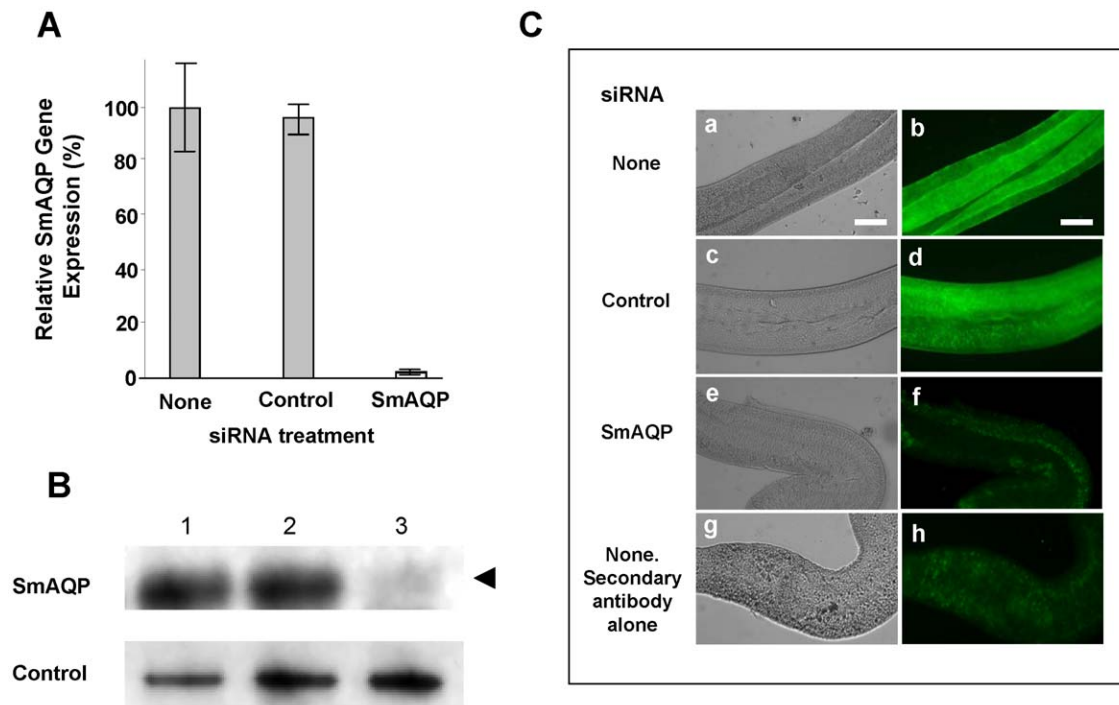 A
Relative SmAQP Gene
Expression (%)
100
80
60
40
20
0
None Control SmAQP
siRNA treatment
B
1 2 3
SmAQP
Control
C
siRNA
None
a b
Control
c d
SmAQP
e f
None.
Secondary
antibody
alone
g h